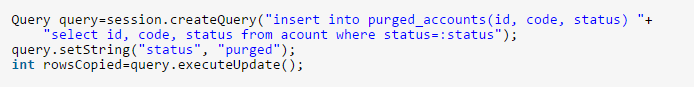 Query query=session.createQuery("insert into purged_accounts(id, code, status) "+
    "select id, code, status from acount where status=:status");
query.setString("status", "purged");
int rowsCopied=query.executeUpdate();